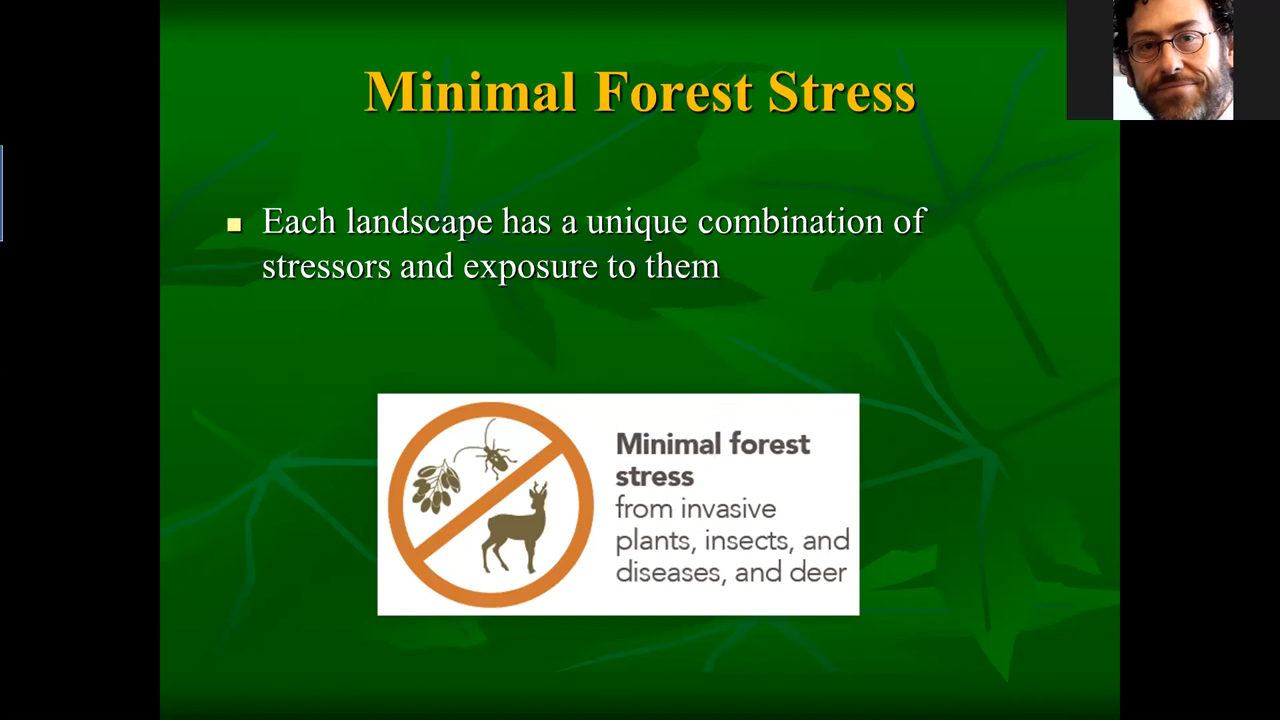 Minimal Forest Stress
Each landscape has a unique combination of
stressors and exposure to them
Minimal forest
stress
from invasive
plants, insects, and
diseases, and deer